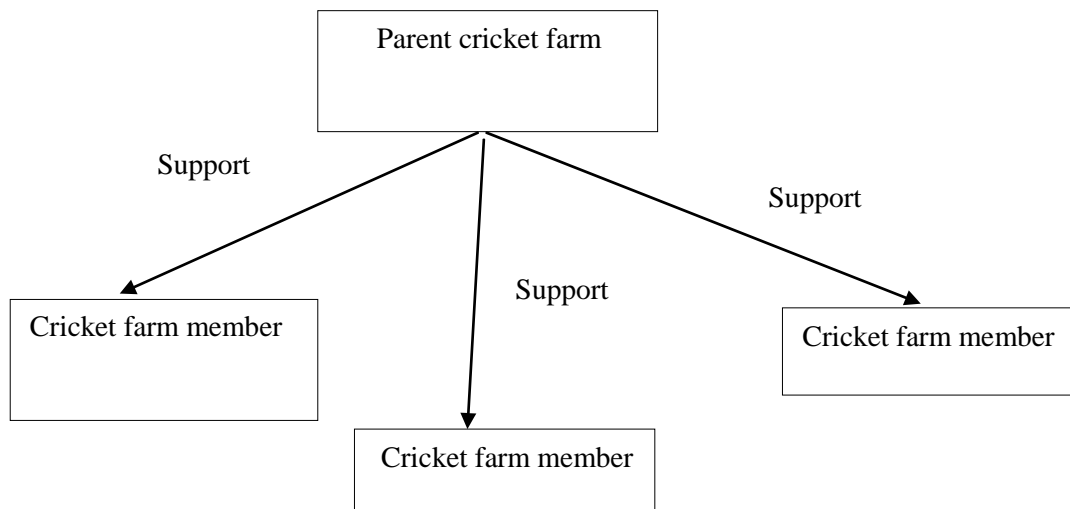 Parent cricket farm
Support
Support
Support
Cricket farm member
Cricket farm member
Cricket farm member